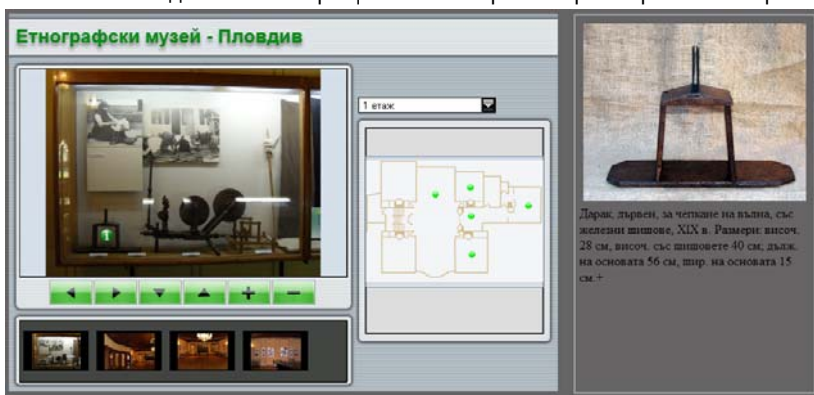 Етнографски музей - Пловдив
1 етаж
Дарак, дървен, за чепкане на вълна, със
железни шишове, XIX в. Размери: височ.
28 см, височ. със шишовете 40 см, дълж.
на основата 56 см, шир. на основата 15
см.+